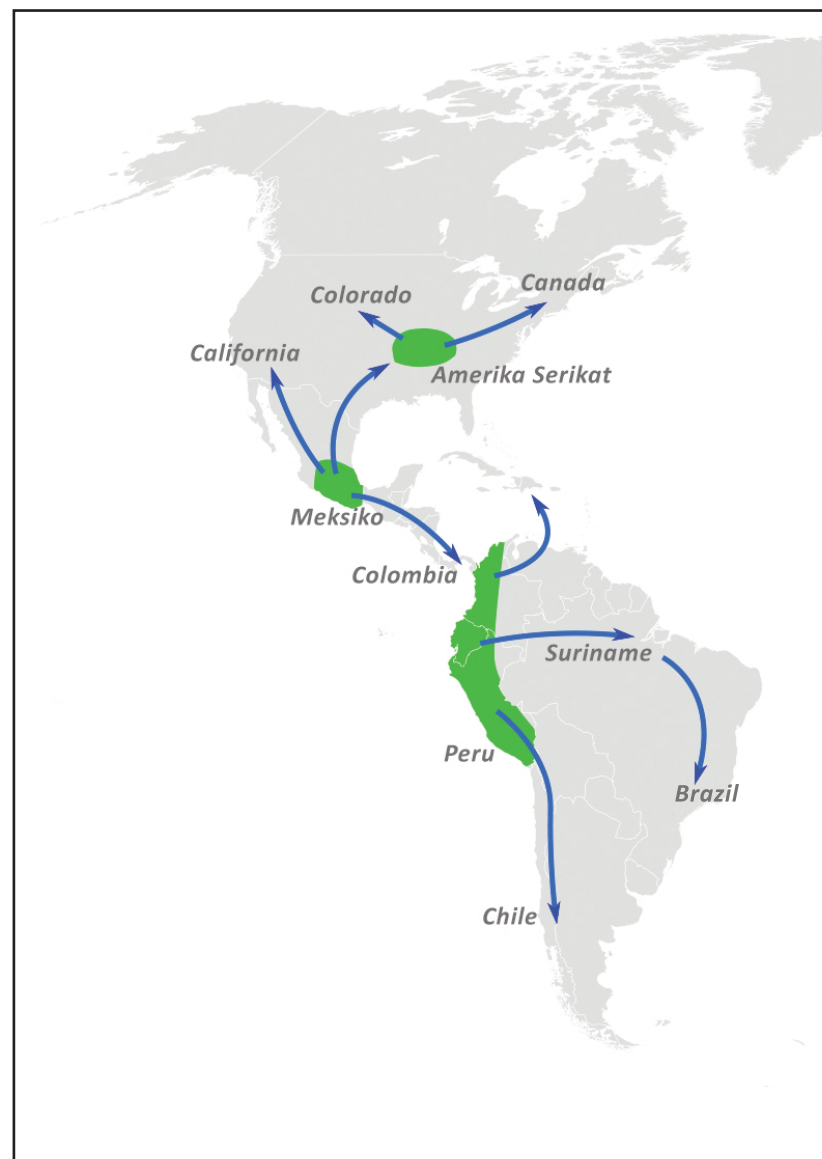 Canada
Colorado
California
Amerika Serikat
Meksiko
Colombia
Suriname
Peru
Brazil
Chile